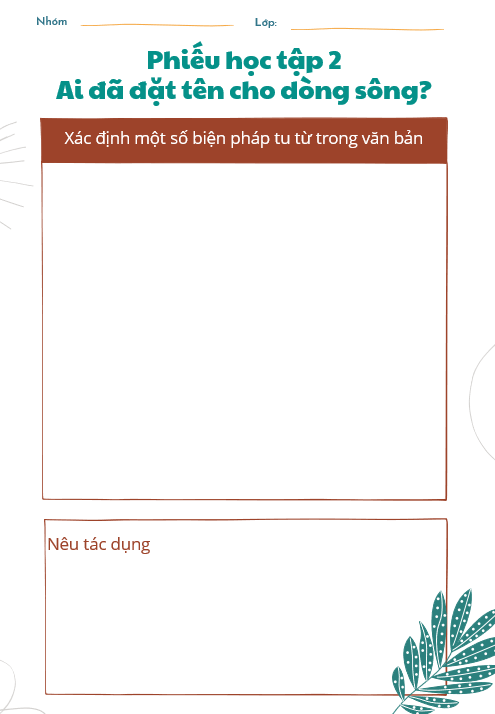 Nhóm Lớp:
Phiếu học tập 2
Ai đã đặt tên cho dòng sông?
Xác định một số biện pháp tu từ trong văn bản
Nêu tác dụng